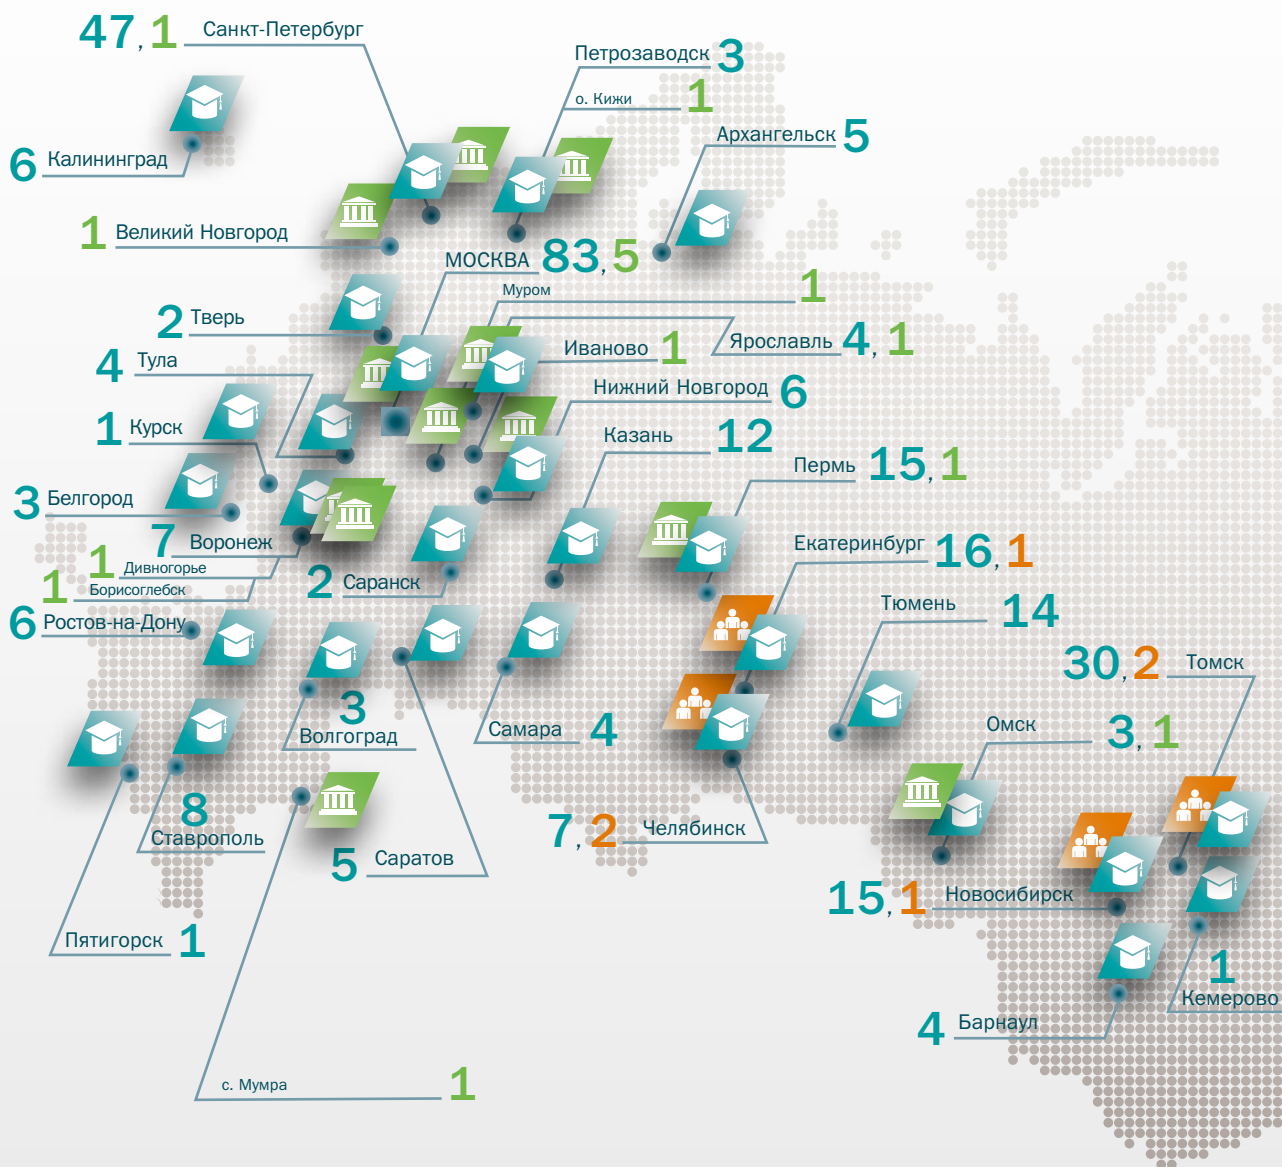 47, 1 Санкт-Петербург
Петрозаводск 3
о. Кижи 1
Архангельск 5
6 Калининград
1 Великий Новгород
МОСКВА 83, 5
Муром 1
2 Тверь
Ярославль 4, 1
Иваново 1
4 Тула
Нижний Новгород 6
1 Курск
Казань 12
Пермь 15, 1
3 Белгород
7 Воронеж
Екатеринбург 16, 1
1 Дивногорье
1 Борисоглебск
2 Саранск
Тюмень 14
6 Ростов-на-Дону
30, 2 Томск
3
Волгоград
Самара 4
Омск 3, 1
8
Ставрополь
7, 2 Челябинск
5 Саратов
15, 1 Новосибирск
Пятигорск 1
1
Кемерово
4 Барнаул
с. Мумра 1